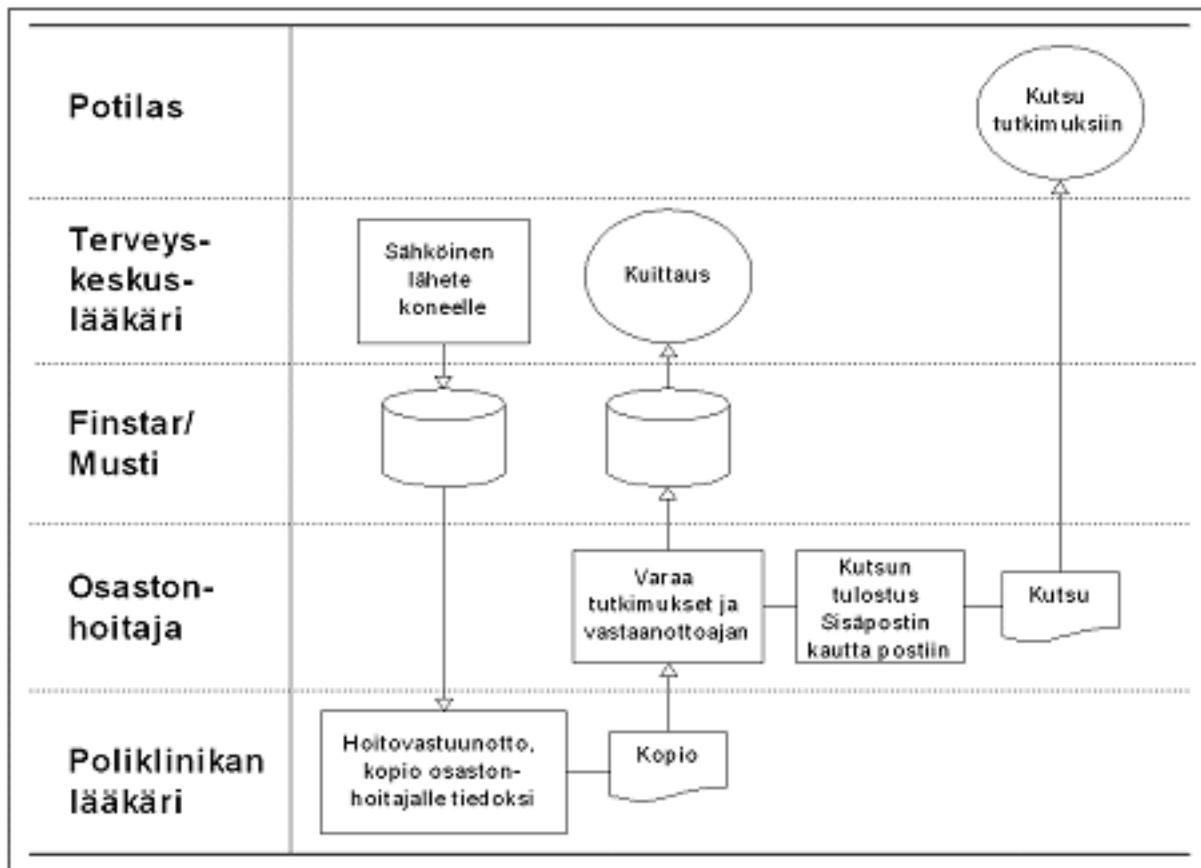 Potilas
Kutsu
tutkimuksiin
Terveys-
keskus-
lääkäri
Sähköinen
lähete
koneelle
Kuittaus
Finstar/
Musti
Osaston-
hoitaja
Varaa
tutkimukset ja
vastaanottoajan
Kutsun
tulostus
Sisäpostin
kautta postiin
Kutsu
Poliklinikan
lääkäri
Hoitovastuunotto,
kopio osaston-
hoitajalle tiedoksi
Kopio